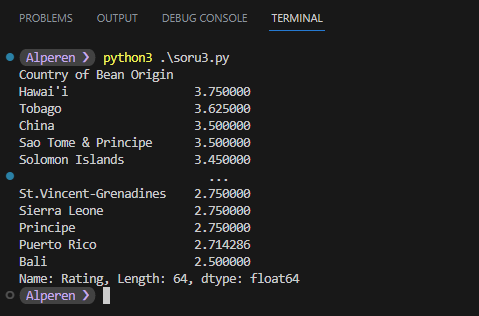 PROBLEMS OUTPUT DEBUG CONSOLE TERMINAL
Alperen ❯ python3 .\soru3.py
Country of Bean Origin
Hawai'i 3.750000
Tobago 3.625000
China 3.500000
Sao Tome & Principe 3.500000
Solomon Islands 3.450000
...
St.Vincent-Grenadines 2.750000
Sierra Leone 2.750000
Principe 2.750000
Puerto Rico 2.714286
Bali 2.500000
Name: Rating, Length: 64, dtype: float64
Alperen ❯